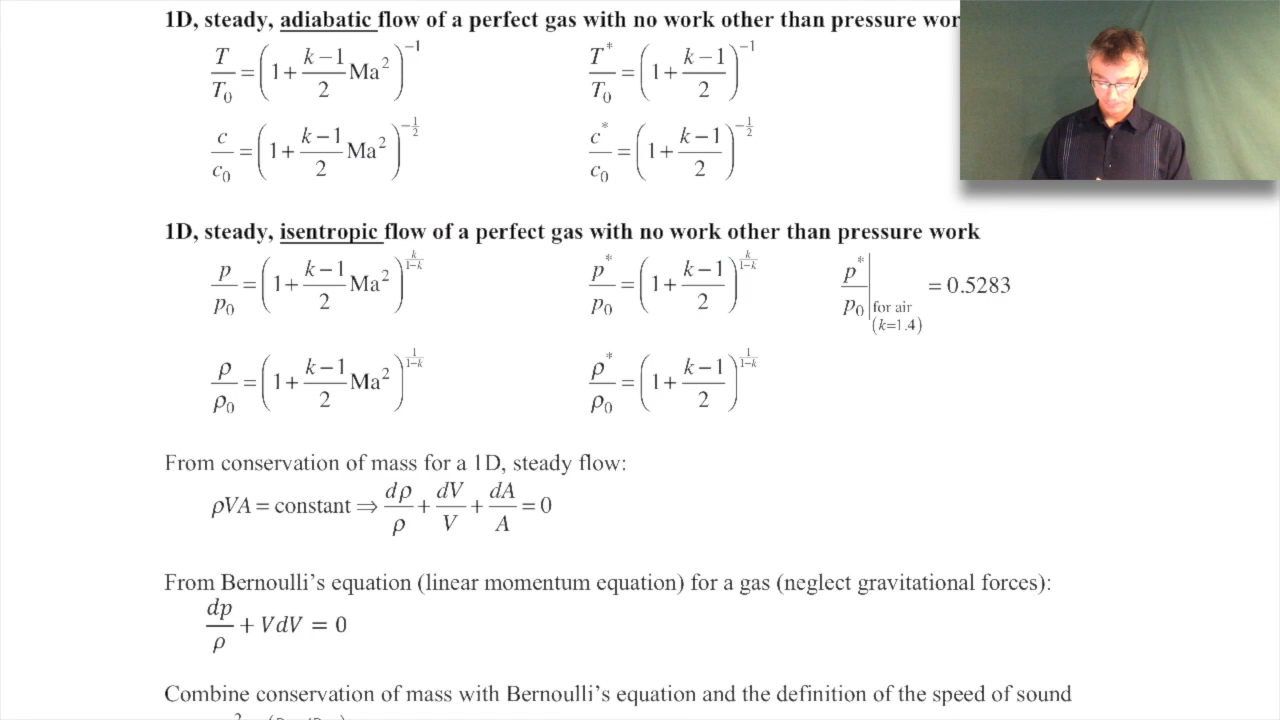 1D, steady, adiabatic flow of a perfect gas with no work other than pressure wor
T/T₀ = (1 + (k−1)/2 Ma²)^(−1)    T*/T₀ = (1 + (k−1)/2)^(−1)
c/c₀ = (1 + (k−1)/2 Ma²)^(−1/2)    c*/c₀ = (1 + (k−1)/2)^(−1/2)
1D, steady, isentropic flow of a perfect gas with no work other than pressure work
p/p₀ = (1 + (k−1)/2 Ma²)^(k/(1−k))    p*/p₀ = (1 + (k−1)/2)^(k/(1−k))    p*/p₀ | for air (k=1.4) = 0.5283
ρ/ρ₀ = (1 + (k−1)/2 Ma²)^(1/(1−k))    ρ*/ρ₀ = (1 + (k−1)/2)^(1/(1−k))
From conservation of mass for a 1D, steady flow:
ρVA = constant ⇒ dρ/ρ + dV/V + dA/A = 0
From Bernoulli’s equation (linear momentum equation) for a gas (neglect gravitational forces):
dp/ρ + VdV = 0
Combine conservation of mass with Bernoulli’s equation and the definition of the speed of sound